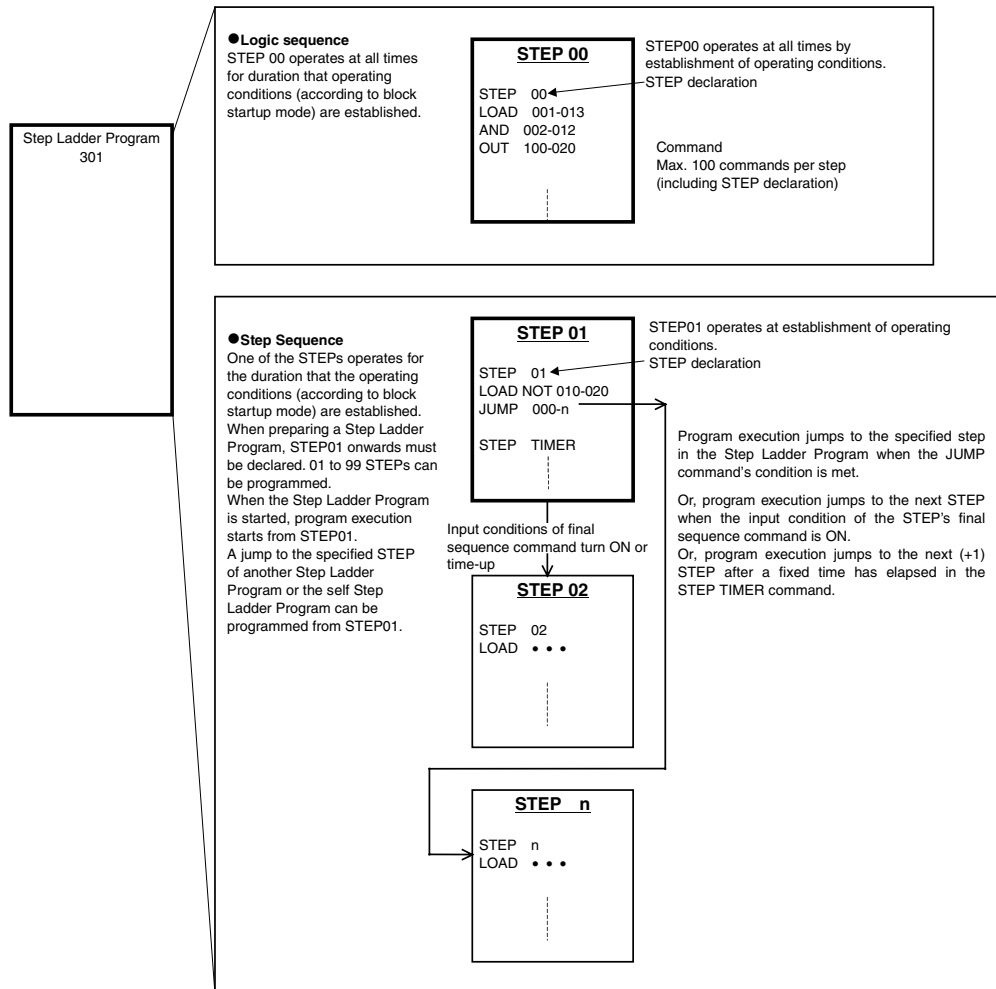 Step Ladder Program
301
●Logic sequence
STEP 00 operates at all times
for duration that operating
conditions (according to block
startup mode) are established.
STEP 00
STEP 00
LOAD 001-013
AND 002-012
OUT 100-020
STEP00 operates at all times by
establishment of operating conditions.
STEP declaration
Command
Max. 100 commands per step
(including STEP declaration)
●Step Sequence
One of the STEPs operates for
the duration that the operating
conditions (according to block
startup mode) are established.
When preparing a Step Ladder
Program, STEP01 onwards must
be declared. 01 to 99 STEPs can
be programmed.
When the Step Ladder Program
is started, program execution
starts from STEP01.
A jump to the specified STEP
of another Step Ladder
Program or the self Step
Ladder Program can be
programmed from STEP01.
STEP 01
STEP 01
LOAD NOT 010-020
JUMP 000-n
STEP TIMER
STEP01 operates at establishment of operating
conditions.
STEP declaration
Program execution jumps to the specified step
in the Step Ladder Program when the JUMP
command's condition is met.
Or, program execution jumps to the next STEP
when the input condition of the STEP's final
sequence command is ON.
Or, program execution jumps to the next (+1)
STEP after a fixed time has elapsed in the
STEP TIMER command.
Input conditions of final
sequence command turn ON or
time-up
STEP 02
STEP 02
LOAD • • •
STEP n
STEP n
LOAD • • •